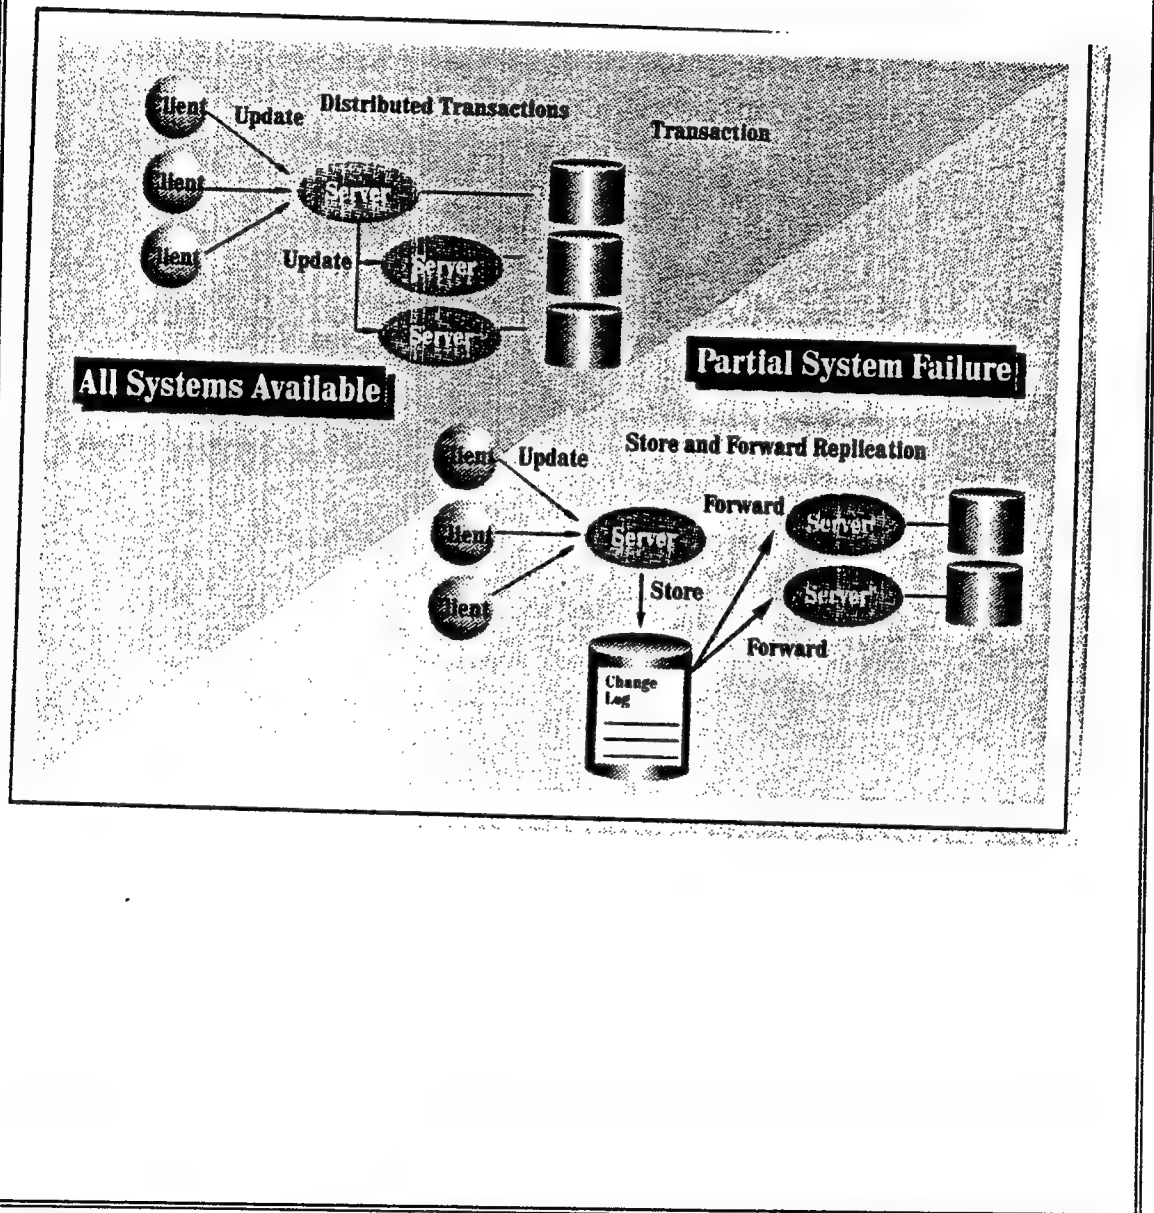 Client
Update
Distributed Transactions
Transaction
Client
Server
Client
Update
Server
Server
All Systems Available
Partial System Failure
Store and Forward Replication
Client
Update
Forward
Server
Client
Server
Store
Server
Client
Forward
Change
Log